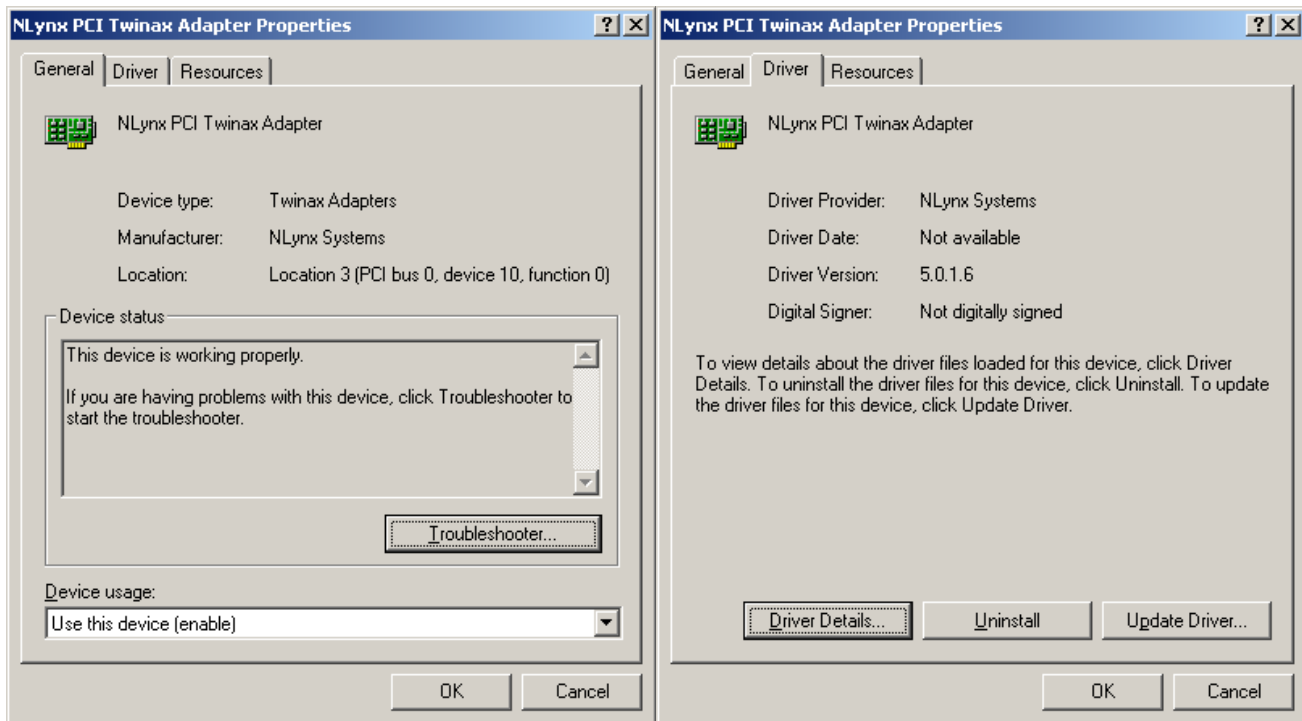 NLynx PCI Twinax Adapter Properties
General Driver Resources
NLynx PCI Twinax Adapter
Device type: Twinax Adapters
Manufacturer: NLynx Systems
Location: Location 3 (PCI bus 0, device 10, function 0)
Device status
This device is working properly.
If you are having problems with this device, click Troubleshooter to
start the troubleshooter.
Troubleshooter...
Device usage:
Use this device (enable)
OK Cancel
NLynx PCI Twinax Adapter Properties
General Driver Resources
NLynx PCI Twinax Adapter
Driver Provider: NLynx Systems
Driver Date: Not available
Driver Version: 5.0.1.6
Digital Signer: Not digitally signed
To view details about the driver files loaded for this device, click Driver
Details. To uninstall the driver files for this device, click Uninstall. To update
the driver files for this device, click Update Driver.
Driver Details... Uninstall Update Driver...
OK Cancel